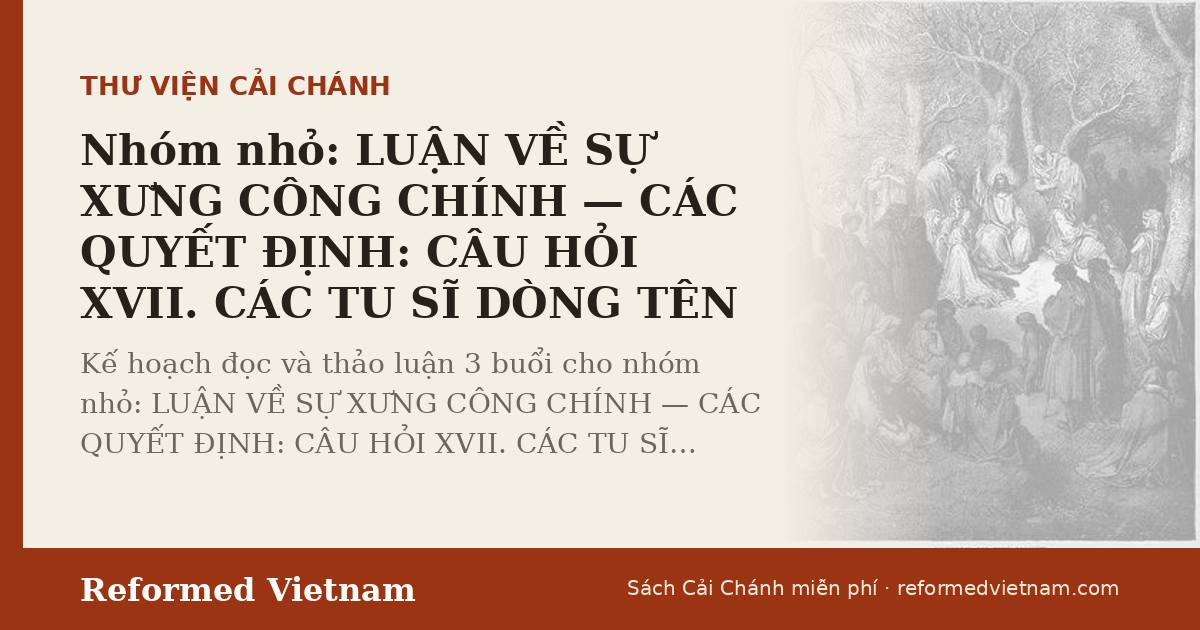 THƯ VIỆN CẢI CHÁNH
Nhóm nhỏ: LUẬN VỀ SỰ
XƯNG CÔNG CHÍNH — CÁC
QUYẾT ĐỊNH: CÂU HỎI
XVII. CÁC TU SĨ DÒNG TÊN
Kế hoạch đọc và thảo luận 3 buổi cho nhóm
nhỏ: LUẬN VỀ SỰ XƯNG CÔNG CHÍNH — CÁC
QUYẾT ĐỊNH: CÂU HỎI XVII. CÁC TU SĨ...
Reformed Vietnam
Sách Cải Chánh miễn phí · reformedvietnam.com